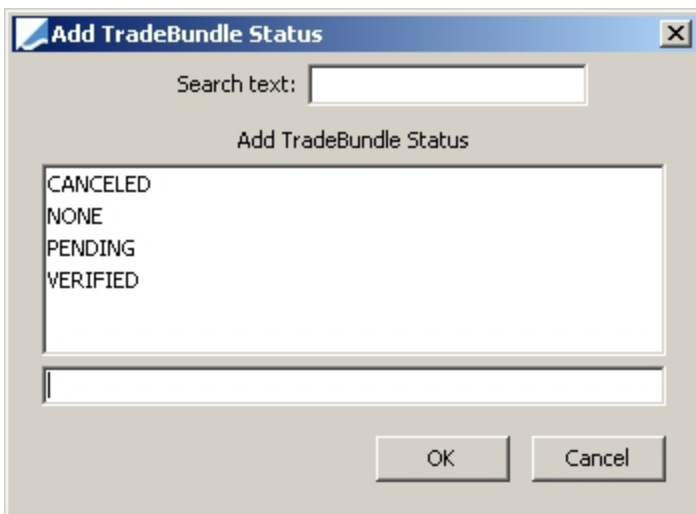 Add TradeBundle Status
Search text:
Add TradeBundle Status
CANCELED
NONE
PENDING
VERIFIED
OK Cancel